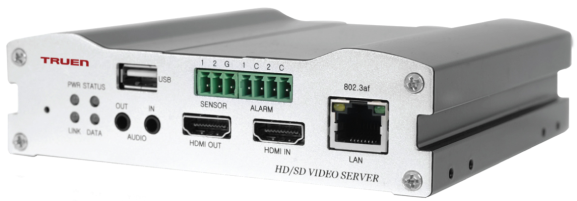 TRUEN
1 2 G 1 C 2 C
USB
802.3af
PWR STATUS
OUT IN
SENSOR ALARM
LINK DATA
AUDIO
HDMI OUT
HDMI IN
LAN
HD/SD VIDEO SERVER